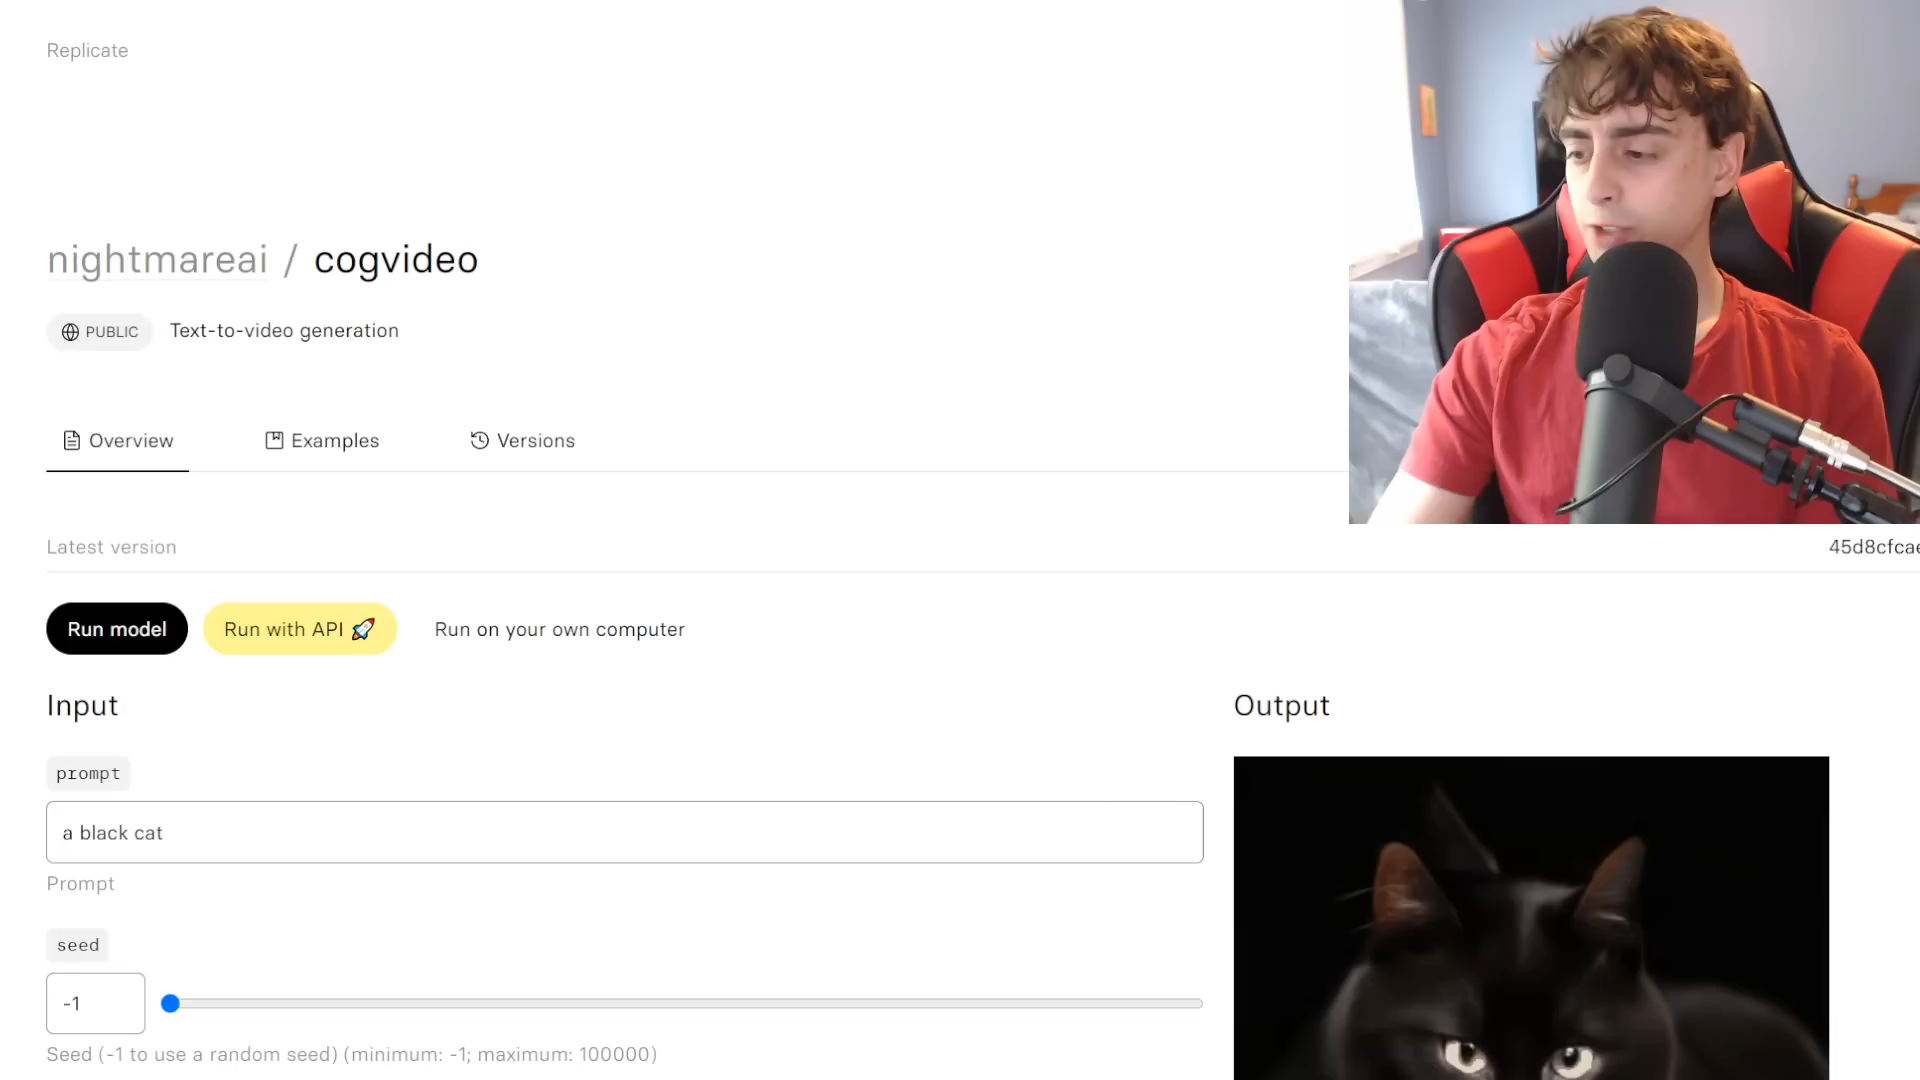 Replicate
nightmareai / cogvideo
PUBLIC Text-to-video generation
Overview Examples Versions
Latest version 45d8cfcae
Run model Run with API 🚀 Run on your own computer
Input Output
prompt
a black cat
Prompt
seed
-1
Seed (-1 to use a random seed) (minimum: -1; maximum: 100000)